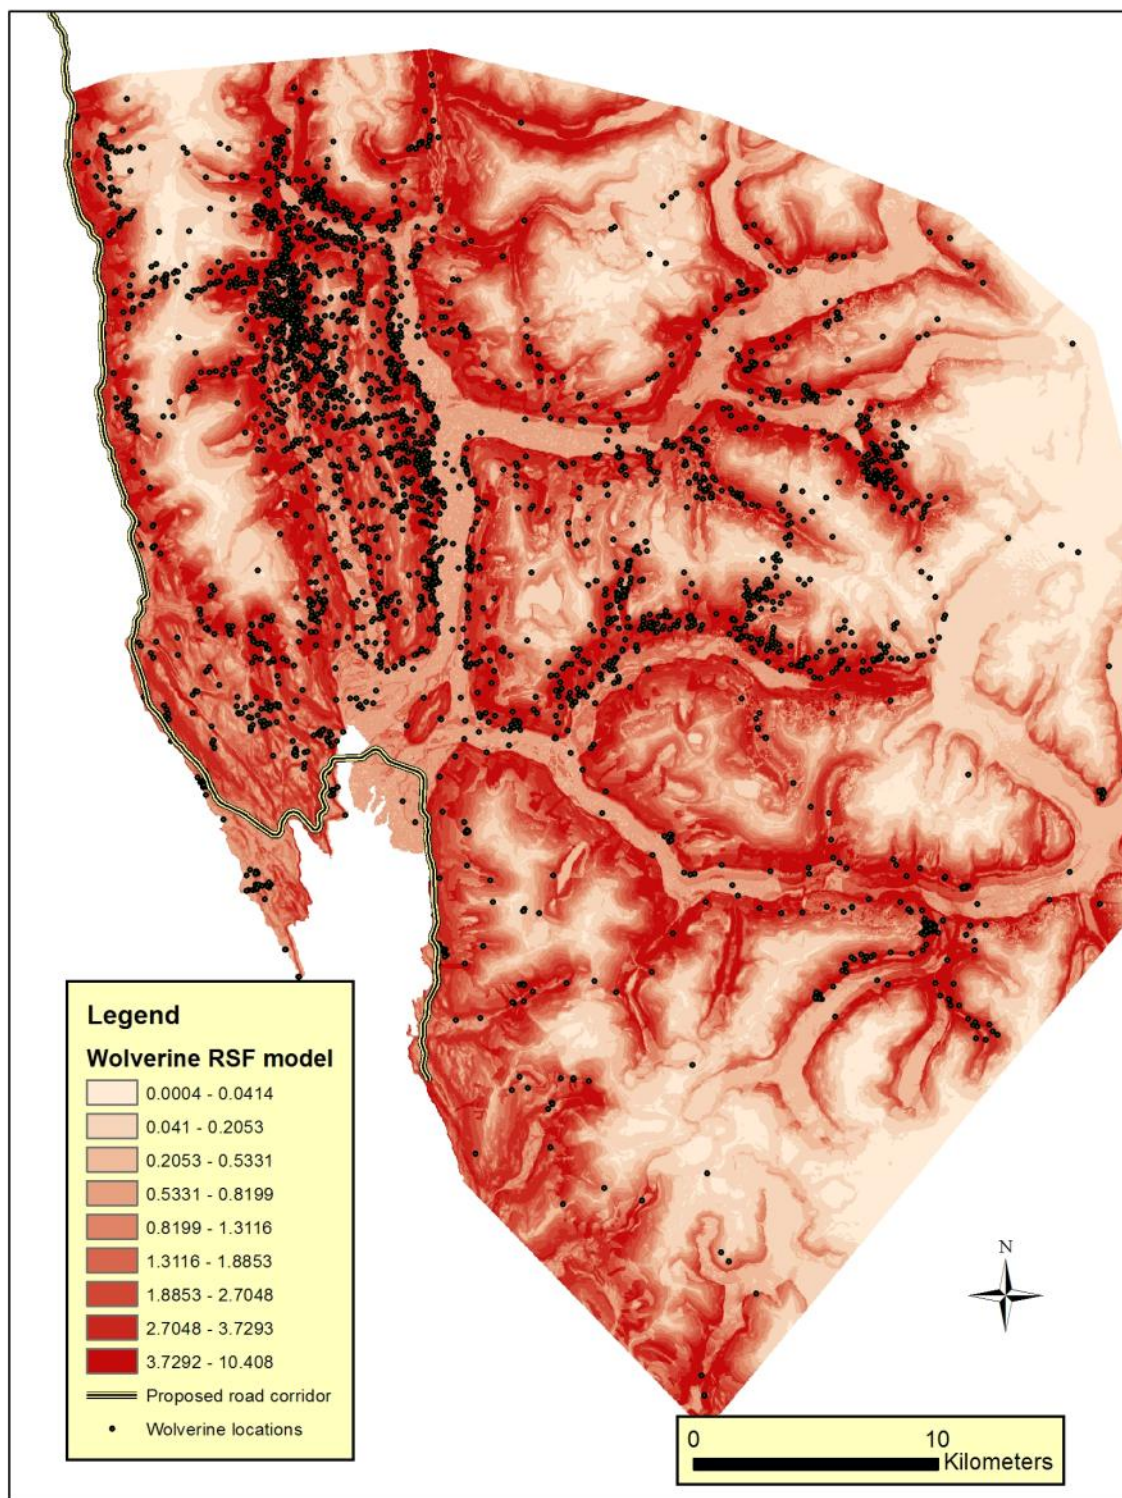 Legend
Wolverine RSF model
0.0004 - 0.0414
0.041 - 0.2053
0.2053 - 0.5331
0.5331 - 0.8199
0.8199 - 1.3116
1.3116 - 1.8853
1.8853 - 2.7048
2.7048 - 3.7293
3.7292 - 10.408
Proposed road corridor
Wolverine locations
N
0 10
Kilometers